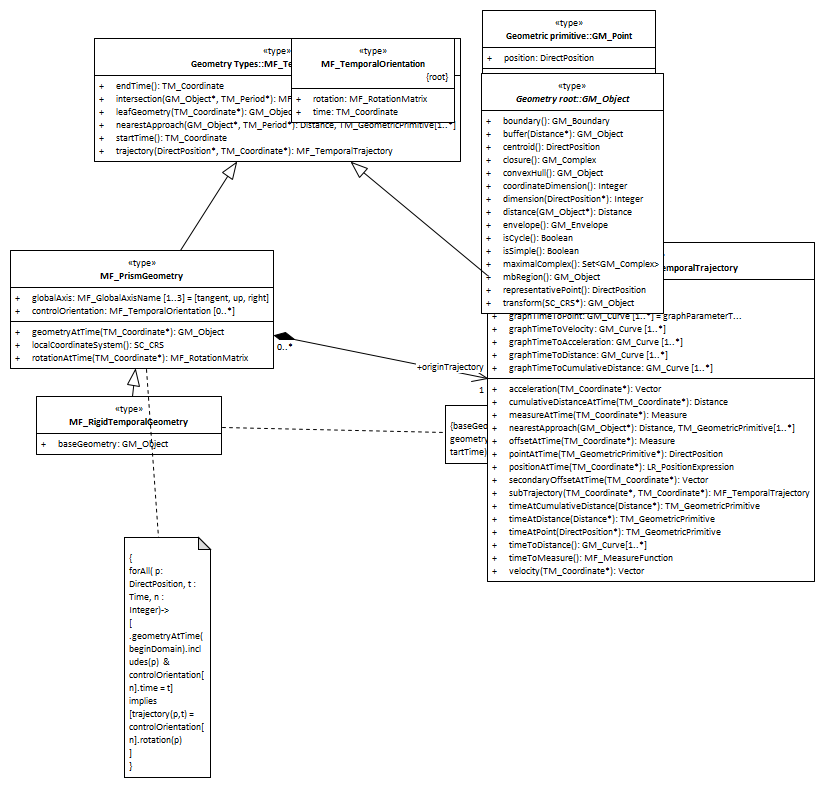 «type»
Geometric primitive::GM_Point
+ position: DirectPosition
«type»
Geometry Types::MF_Te
+ endTime(): TM_Coordinate
+ intersection(GM_Object*, TM_Period*): MF
+ leafGeometry(TM_Coordinate*): GM_Objec
+ nearestApproach(GM_Object*, TM_Period*): Distance, TM_GeometricPrimitive[1..*]
+ startTime(): TM_Coordinate
+ trajectory(DirectPosition*, TM_Coordinate*): MF_TemporalTrajectory
«type»
MF_TemporalOrientation
{root}
+ rotation: MF_RotationMatrix
+ time: TM_Coordinate
«type»
Geometry root::GM_Object
+ boundary(): GM_Boundary
+ buffer(Distance*): GM_Object
+ centroid(): DirectPosition
+ closure(): GM_Complex
+ convexHull(): GM_Object
+ coordinateDimension(): Integer
+ dimension(DirectPosition*): Integer
+ distance(GM_Object*): Distance
+ envelope(): GM_Envelope
+ isCycle(): Boolean
+ isSimple(): Boolean
+ maximalComplex(): Set<GM_Complex>
+ mbRegion(): GM_Object
+ representativePoint(): DirectPosition
+ transform(SC_CRS*): GM_Object
«type»
MF_PrismGeometry
+ globalAxis: MF_GlobalAxisName [1..3] = [tangent, up, right]
+ controlOrientation: MF_TemporalOrientation [0..*]
+ geometryAtTime(TM_Coordinate*): GM_Object
+ localCoordinateSystem(): SC_CRS
+ rotationAtTime(TM_Coordinate*): MF_RotationMatrix
0..*
+originTrajectory
1
emporalTrajectory
+ graphTimeToPoint: GM_Curve [1..*] = graphParameterT...
+ graphTimeToVelocity: GM_Curve [1..*]
+ graphTimeToAcceleration: GM_Curve [1..*]
+ graphTimeToDistance: GM_Curve [1..*]
+ graphTimeToCumulativeDistance: GM_Curve [1..*]
+ acceleration(TM_Coordinate*): Vector
+ cumulativeDistanceAtTime(TM_Coordinate*): Distance
+ measureAtTime(TM_Coordinate*): Measure
+ nearestApproach(GM_Object*): Distance, TM_GeometricPrimitive[1..*]
+ offsetAtTime(TM_Coordinate*): Measure
+ pointAtTime(TM_GeometricPrimitive*): DirectPosition
+ positionAtTime(TM_Coordinate*): LR_PositionExpression
+ secondaryOffsetAtTime(TM_Coordinate*): Vector
+ subTrajectory(TM_Coordinate*, TM_Coordinate*): MF_TemporalTrajectory
+ timeAtCumulativeDistance(Distance*): TM_GeometricPrimitive
+ timeAtDistance(Distance*): TM_GeometricPrimitive
+ timeAtPoint(DirectPosition*): TM_GeometricPrimitive
+ timeToDistance(): GM_Curve[1..*]
+ timeToMeasure(): MF_MeasureFunction
+ velocity(TM_Coordinate*): Vector
«type»
MF_RigidTemporalGeometry
+ baseGeometry: GM_Object
{baseGeo
geometry
tartTime)
{
forAll( p:
DirectPosition, t :
Time, n :
Integer)->
[
.geometryAtTime(
beginDomain).incl
udes(p) &
controlOrientation[
n].time = t]
implies
[trajectory(p,t) =
controlOrientation[
n].rotation(p)
]
}